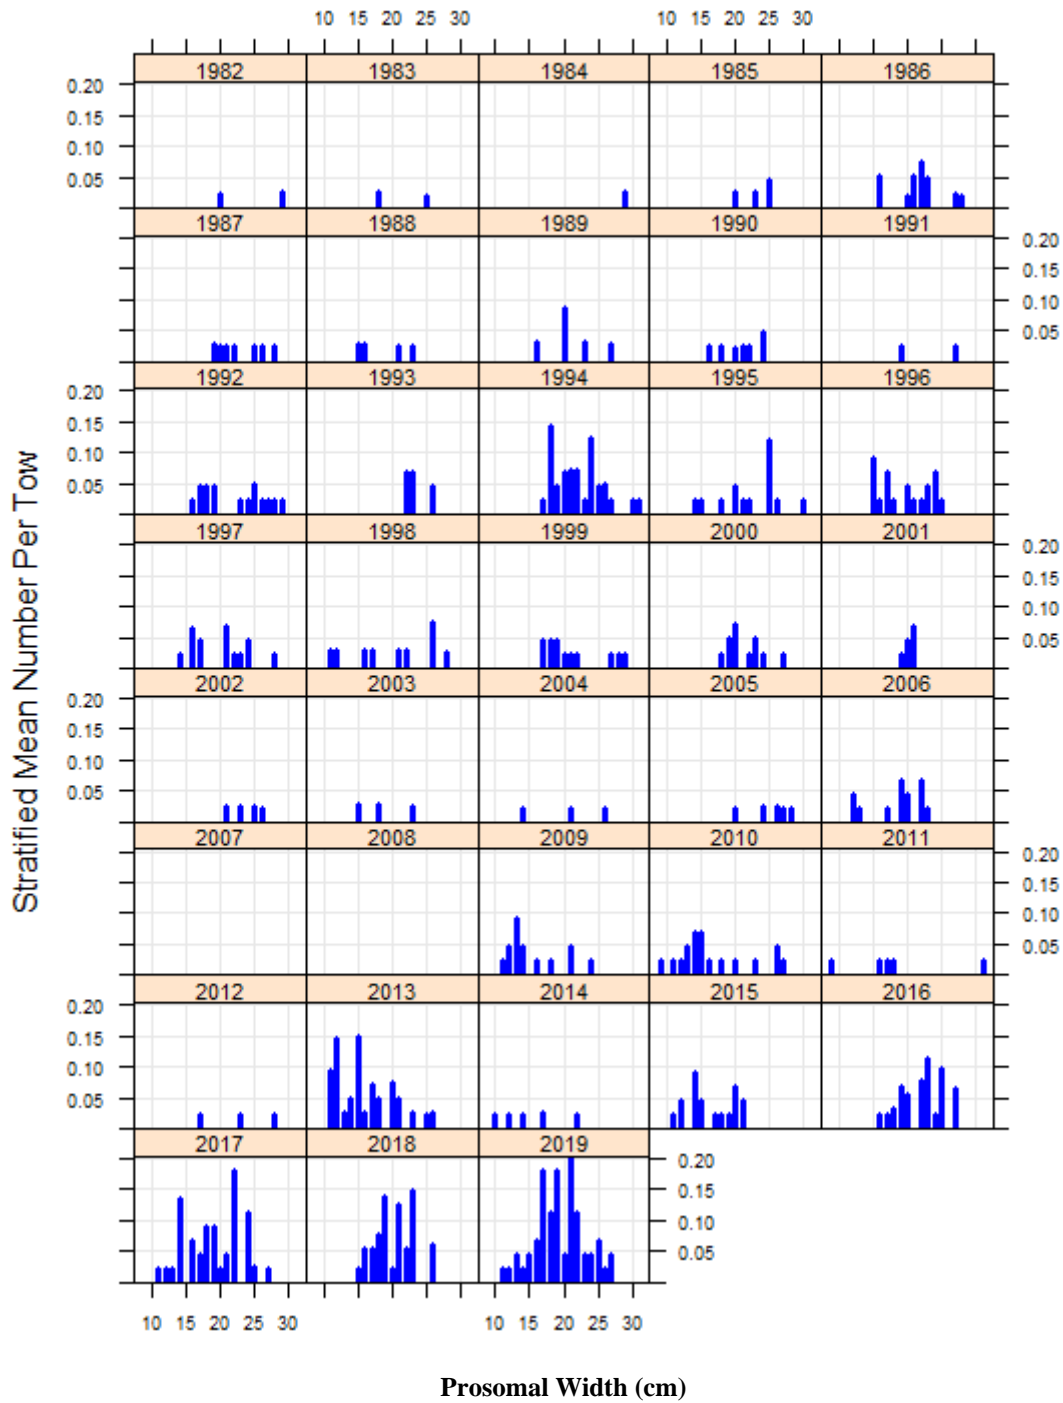 10 15 20 25 30 10 15 20 25 30
1982 1983 1984 1985 1986
0.20
0.15
0.10
0.05
1987 1988 1989 1990 1991
0.20
0.15
0.10
0.05
1992 1993 1994 1995 1996
0.20
0.15
0.10
0.05
1997 1998 1999 2000 2001
0.20
0.15
0.10
0.05
2002 2003 2004 2005 2006
0.20
0.15
0.10
0.05
2007 2008 2009 2010 2011
0.20
0.15
0.10
0.05
2012 2013 2014 2015 2016
0.20
0.15
0.10
0.05
2017 2018 2019
0.20
0.15
0.10
0.05
10 15 20 25 30 10 15 20 25 30
Stratified Mean Number Per Tow
Prosomal Width (cm)